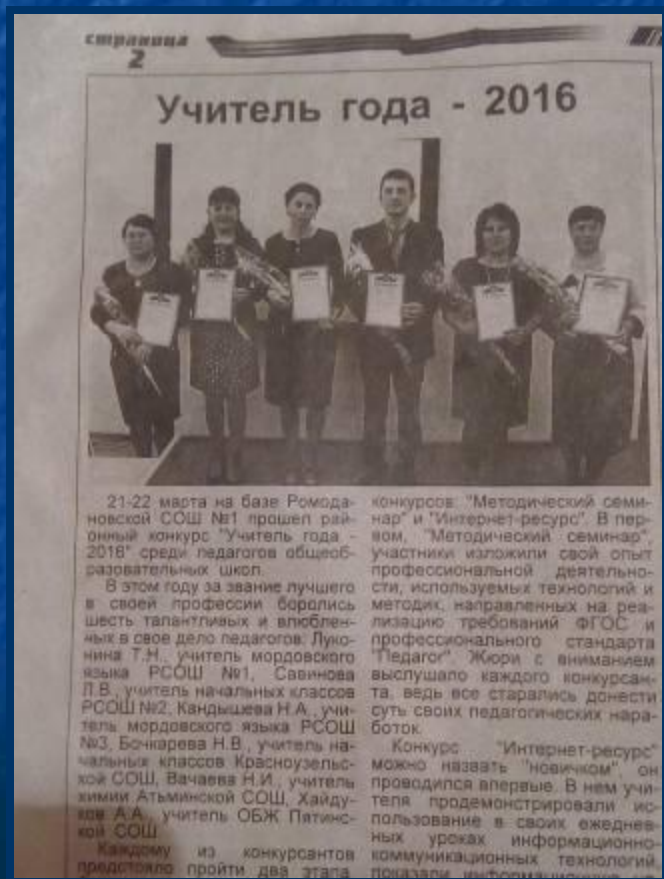 страница
2
Учитель года - 2016
21-22 марта на базе Ромода-
новской СОШ №1 прошел рай-
онный конкурс "Учитель года -
2016" среди педагогов общеоб-
разовательных школ.
В этом году за звание лучшего
в своей профессии боролись
шесть талантливых и влюблен-
ных в свое дело педагогов: Луко-
нина Т.Н., учитель мордовского
языка РСОШ №1, Савинова
Л.В., учитель начальных классов
РСОШ №2, Кандышева Н.А., учи-
тель мордовского языка РСОШ
№3, Бочкарева Н.В., учитель на-
чальных классов Красноузельс-
кой СОШ, Вачаева Н.И., учитель
химии Атьминской СОШ, Хайду-
ков А.А., учитель ОБЖ Пятинс-
кой СОШ.
Каждому из конкурсантов
предстояло пройти два этапа
конкурсов: "Методический семи-
нар" и "Интернет-ресурс". В пер-
вом, "Методический семинар",
участники изложили свой опыт
профессиональной деятельно-
сти, используемых технологий и
методик, направленных на реа-
лизацию требований ФГОС и
профессионального стандарта
"Педагог". Жюри с вниманием
выслушало каждого конкурсан-
та, ведь все старались донести
суть своих педагогических нара-
боток.
Конкурс "Интернет-ресурс"
можно назвать "новичком", он
проводился впервые. В нем учи-
теля продемонстрировали ис-
пользование в своих ежеднев-
ных уроках информационно-
коммуникационных технологий,
показали информационную